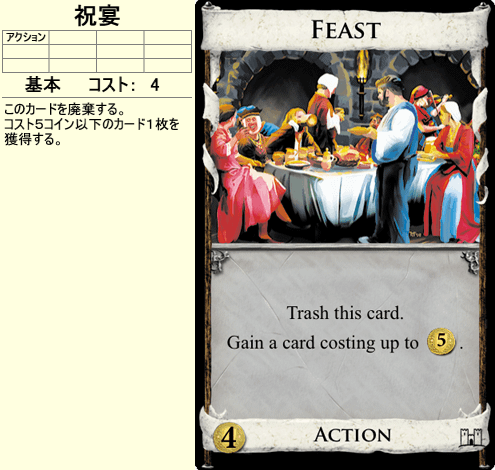 祝宴
アクション
基本 コスト： 4
このカードを廃棄する。
コスト5コイン以下のカード1枚を
獲得する。
FEAST
Trash this card.
Gain a card costing up to 5.
4 ACTION